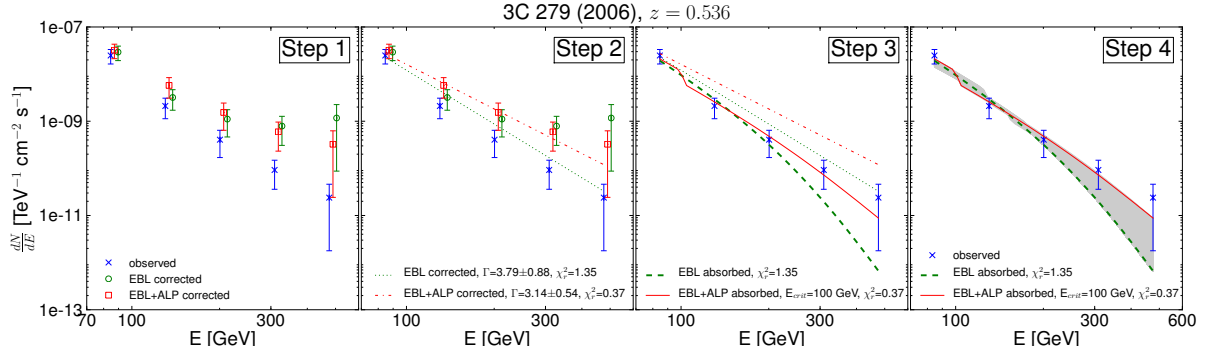 3C 279 (2006), z = 0.536
1e-07
1e-09
1e-11
1e-13
dN/dE [TeV⁻¹ cm⁻² s⁻¹]
Step 1
observed
EBL corrected
EBL+ALP corrected
70 100 300
E [GeV]
Step 2
EBL corrected, Γ=3.79±0.88, χ²ᵣ=1.35
EBL+ALP corrected, Γ=3.14±0.54, χ²ᵣ=0.37
100 300
E [GeV]
Step 3
EBL absorbed, χ²ᵣ=1.35
EBL+ALP absorbed, E_crit=100 GeV, χ²ᵣ=0.37
100 300
E [GeV]
Step 4
observed
EBL absorbed, χ²ᵣ=1.35
EBL+ALP absorbed, E_crit=100 GeV, χ²ᵣ=0.37
100 300 600
E [GeV]